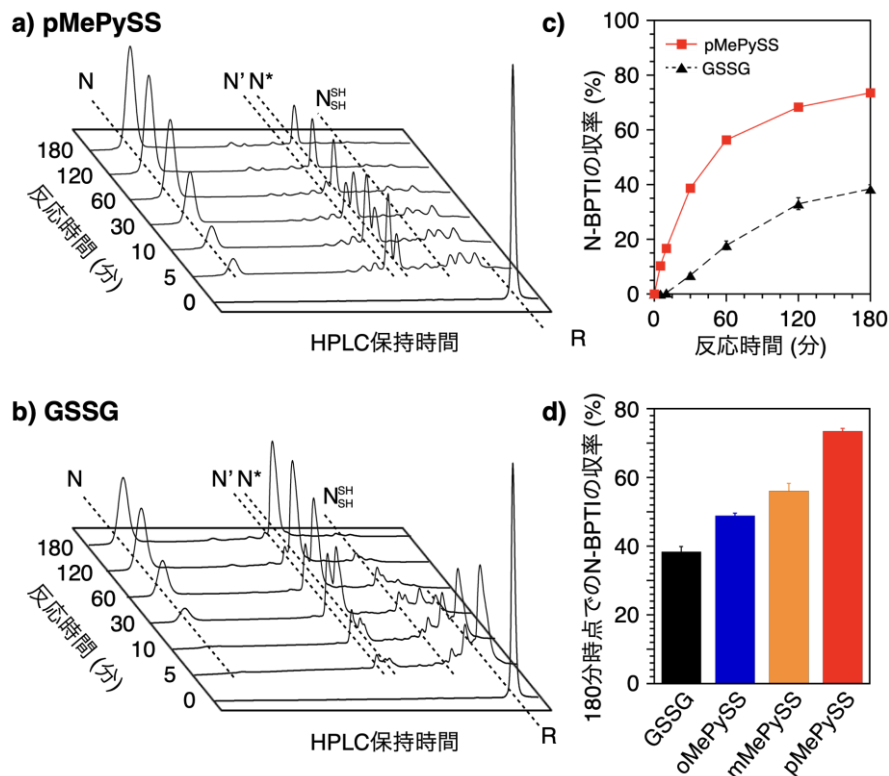 a) pMePySS
N
N' N*
N SH SH
180
120
60
30
10
5
0
反応時間 (分)
HPLC保持時間
R
b) GSSG
N
N' N*
N SH SH
180
120
60
30
10
5
0
反応時間 (分)
HPLC保持時間
R
c)
N-BPTIの収率 (%)
100
80
60
40
20
0
pMePySS
GSSG
0 60 120 180
反応時間 (分)
d)
180分時点でのN-BPTIの収率 (%)
80
60
40
20
0
GSSG
oMePySS
mMePySS
pMePySS